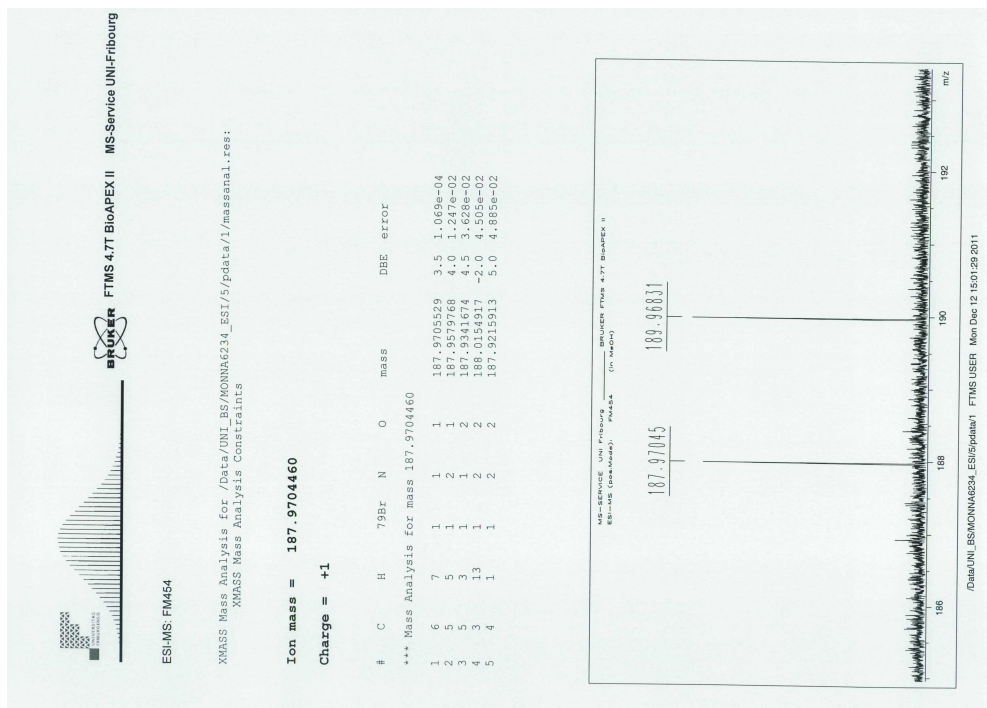 BRUKER FTMS 4.7T BioAPEX II MS-Service UNI-Fribourg
ESI-MS: FM454
XMASS Mass Analysis for /Data/UNI_BS/MONNA6234_ESI/5/pdata/1/massanal.res:
XMASS Mass Analysis Constraints
Ion mass = 187.9704460
Charge = +1
# C H 79Br N O mass DBE error
*** Mass Analysis for mass 187.9704460
1 6 7 1 1 1 187.9705529 3.5 1.069e-04
2 5 5 1 2 1 187.9579768 4.0 1.247e-02
3 5 3 1 1 2 187.9341674 4.5 3.628e-02
4 3 13 1 2 2 188.0154917 -2.0 4.505e-02
5 4 1 1 2 2 187.9215913 5.0 4.885e-02
MS-SERVICE UNI Fribourg BRUKER FTMS 4.7T BioAPEX II
ESI-MS (pos.Mode): FM454 (in MeOH)
187.97045
189.96831
186 188 190 192 m/z
/Data/UNI_BS/MONNA6234_ESI/5/pdata/1 FTMS USER Mon Dec 12 15:01:29 2011